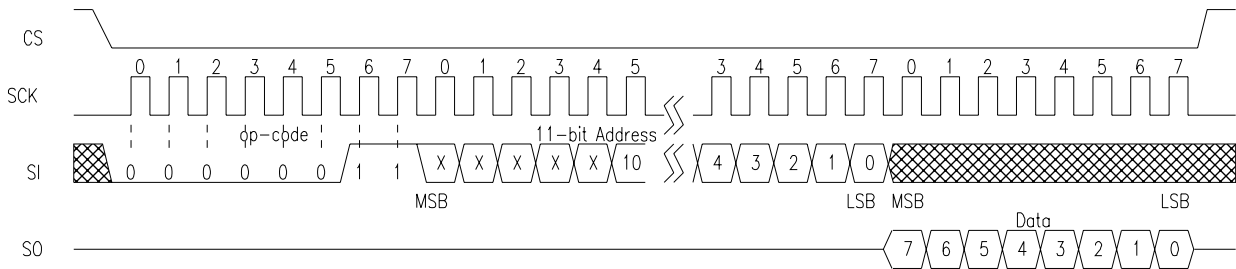 CS
0 1 2 3 4 5 6 7 0 1 2 3 4 5 3 4 5 6 7 0 1 2 3 4 5 6 7
SCK
op-code 11-bit Address
SI 0 0 0 0 0 0 1 1 X X X X X 10 4 3 2 1 0
MSB LSB MSB LSB
Data
SO 7 6 5 4 3 2 1 0